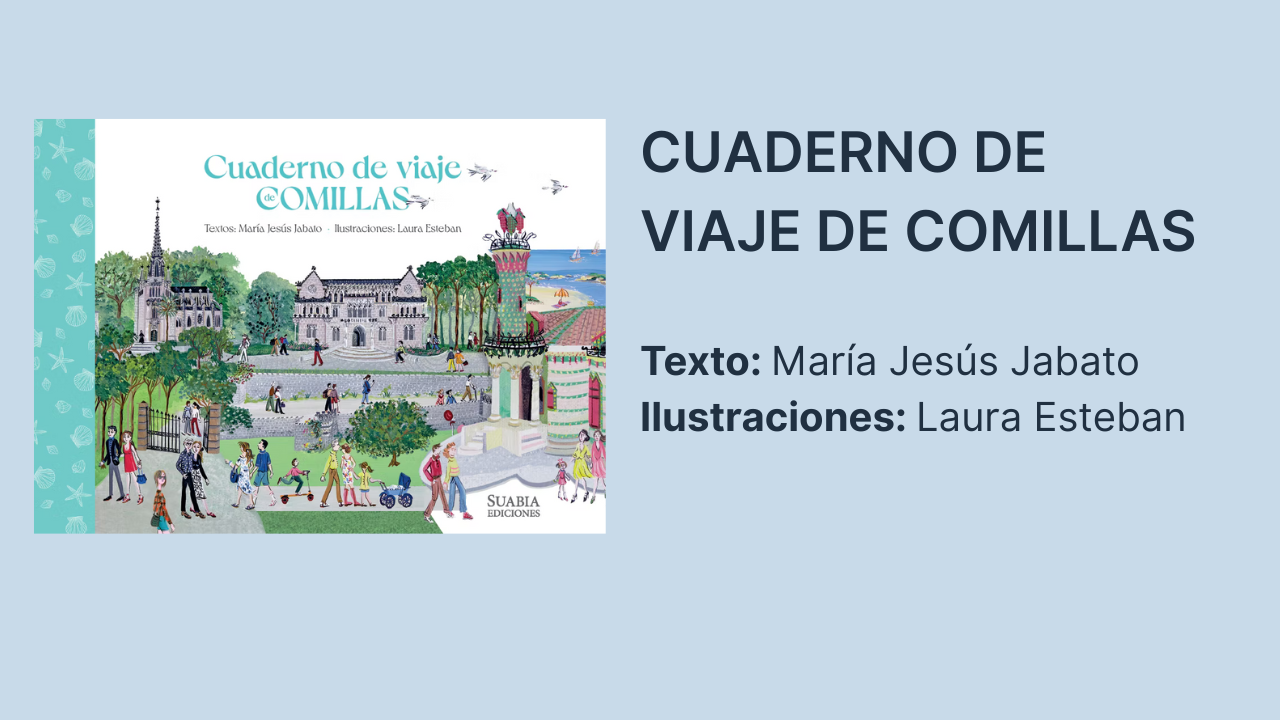 Cuaderno de viaje
de COMILLAS
Textos: María Jesús Jabato · Ilustraciones: Laura Esteban
SUABIA
EDICIONES
CUADERNO DE
VIAJE DE COMILLAS
Texto: María Jesús Jabato
Ilustraciones: Laura Esteban